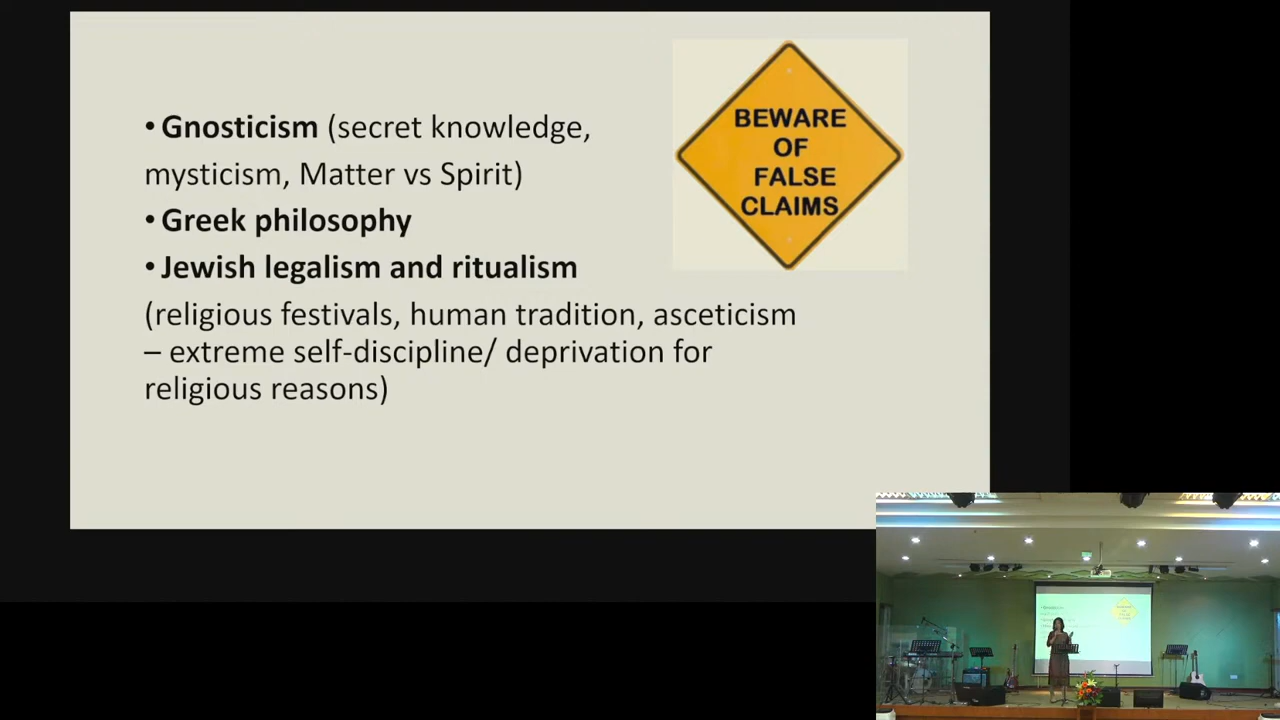 • Gnosticism (secret knowledge,
mysticism, Matter vs Spirit)
• Greek philosophy
• Jewish legalism and ritualism
(religious festivals, human tradition, asceticism
– extreme self-discipline/ deprivation for
religious reasons)
BEWARE
OF
FALSE
CLAIMS